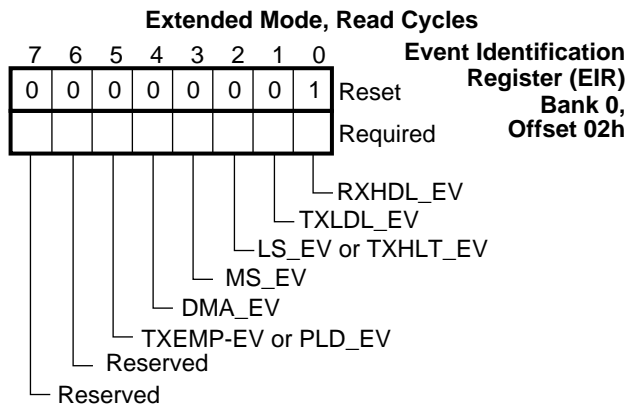 Extended Mode, Read Cycles
7 6 5 4 3 2 1 0
Event Identification
Register (EIR)
Bank 0,
Offset 02h
0 0 0 0 0 0 0 1 Reset
Required
RXHDL_EV
TXLDL_EV
LS_EV or TXHLT_EV
MS_EV
DMA_EV
TXEMP-EV or PLD_EV
Reserved
Reserved